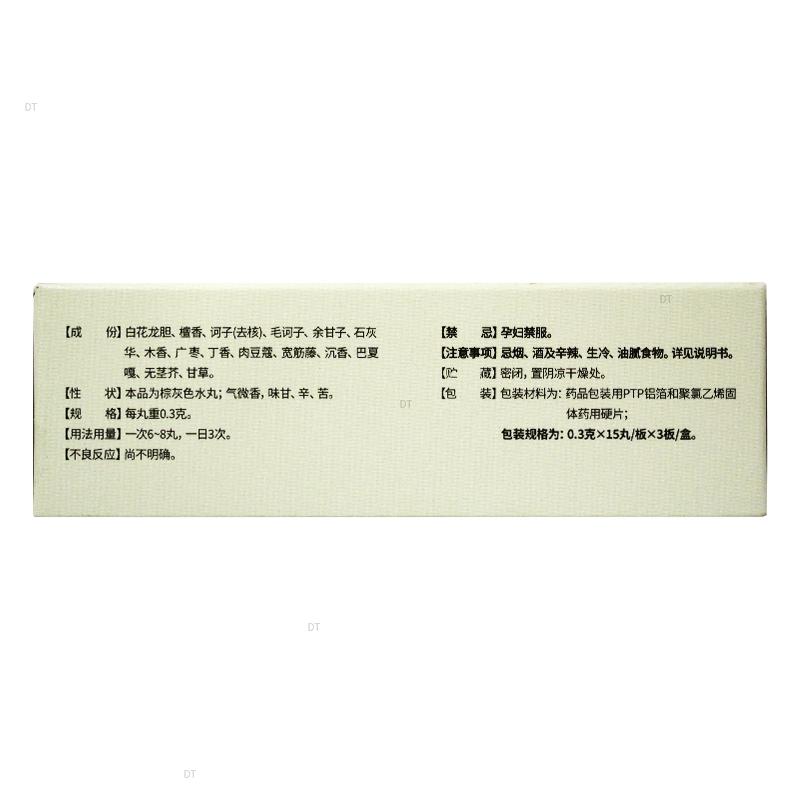 DT
【成 份】白花龙胆、檀香、诃子(去核)、毛诃子、余甘子、石灰
华、木香、广枣、丁香、肉豆蔻、宽筋藤、沉香、巴夏
嘎、无茎芥、甘草。
【性 状】本品为棕灰色水丸；气微香，味甘、辛、苦。
【规 格】每丸重0.3克。
【用法用量】一次6~8丸，一日3次。
【不良反应】尚不明确。
DT
【禁 忌】孕妇禁服。
【注意事项】忌烟、酒及辛辣、生冷、油腻食物。详见说明书。
【贮 藏】密闭，置阴凉干燥处。
【包 装】包装材料为：药品包装用PTP铝箔和聚氯乙烯固
体药用硬片；
包装规格为：0.3克×15丸/板×3板/盒。
DT
DT
DT